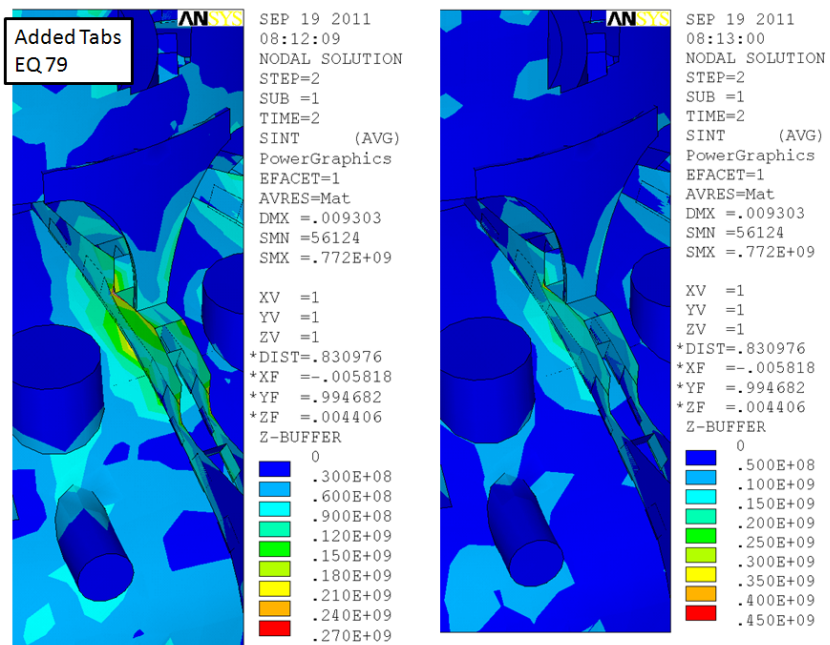 Added Tabs
EQ 79
ANSYS
SEP 19 2011
08:12:09
NODAL SOLUTION
STEP=2
SUB =1
TIME=2
SINT (AVG)
PowerGraphics
EFACET=1
AVRES=Mat
DMX =.009303
SMN =56124
SMX =.772E+09
XV =1
YV =1
ZV =1
*DIST=.830976
*XF =-.005818
*YF =.994682
*ZF =.004406
Z-BUFFER
0
.300E+08
.600E+08
.900E+08
.120E+09
.150E+09
.180E+09
.210E+09
.240E+09
.270E+09
ANSYS
SEP 19 2011
08:13:00
NODAL SOLUTION
STEP=2
SUB =1
TIME=2
SINT (AVG)
PowerGraphics
EFACET=1
AVRES=Mat
DMX =.009303
SMN =56124
SMX =.772E+09
XV =1
YV =1
ZV =1
*DIST=.830976
*XF =-.005818
*YF =.994682
*ZF =.004406
Z-BUFFER
0
.500E+08
.100E+09
.150E+09
.200E+09
.250E+09
.300E+09
.350E+09
.400E+09
.450E+09